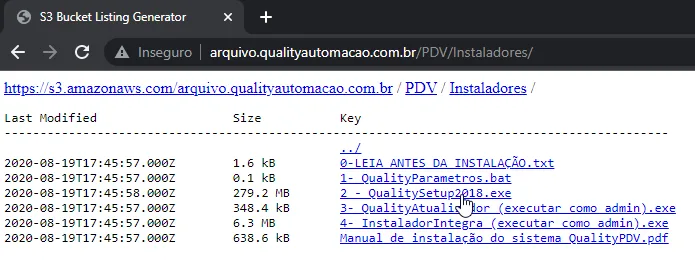 S3 Bucket Listing Generator
Inseguro | arquivo.qualityautomacao.com.br/PDV/Instaladores/
https://s3.amazonaws.com/arquivo.qualityautomacao.com.br / PDV / Instaladores /
Last Modified Size Key
../
2020-08-19T17:45:57.000Z 1.6 kB 0-LEIA ANTES DA INSTALAÇÃO.txt
2020-08-19T17:45:57.000Z 0.1 kB 1- QualityParametros.bat
2020-08-19T17:45:58.000Z 279.2 MB 2 - QualitySetup2018.exe
2020-08-19T17:45:57.000Z 348.4 kB 3- QualityAtualizador (executar como admin).exe
2020-08-19T17:45:57.000Z 6.3 MB 4- InstaladorIntegra (executar como admin).exe
2020-08-19T17:45:57.000Z 638.6 kB Manual de instalação do sistema QualityPDV.pdf